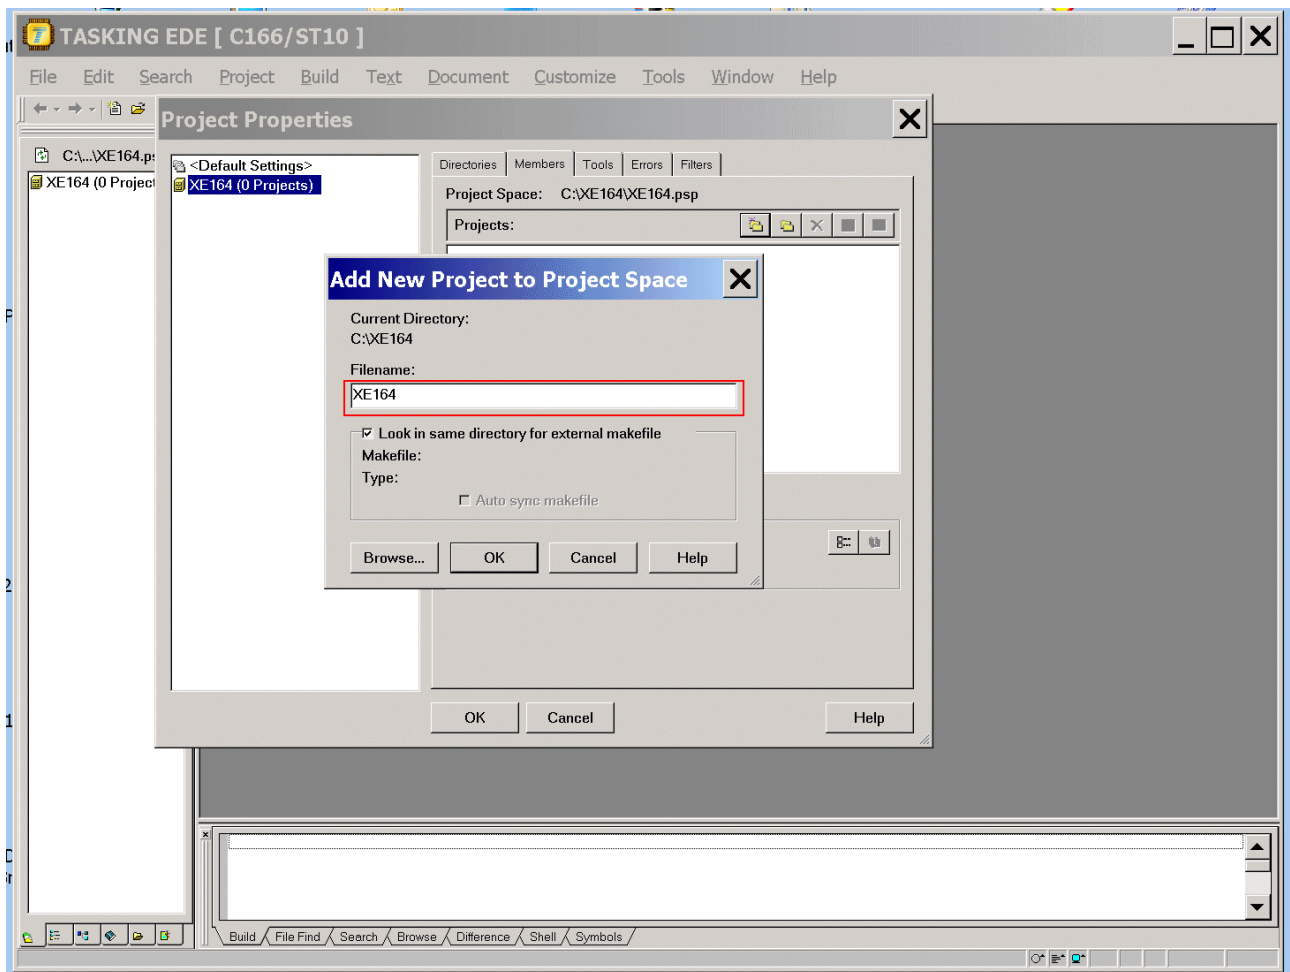 TASKING EDE [ C166/ST10 ]
File Edit Search Project Build Text Document Customize Tools Window Help
Project Properties
C:\...\XE164.ps
XE164 (0 Project
<Default Settings>
XE164 (0 Projects)
Directories Members Tools Errors Filters
Project Space: C:\XE164\XE164.psp
Projects:
Add New Project to Project Space
Current Directory:
C:\XE164
Filename:
XE164
Look in same directory for external makefile
Makefile:
Type:
Auto sync makefile
Browse... OK Cancel Help
OK Cancel Help
Build File Find Search Browse Difference Shell Symbols